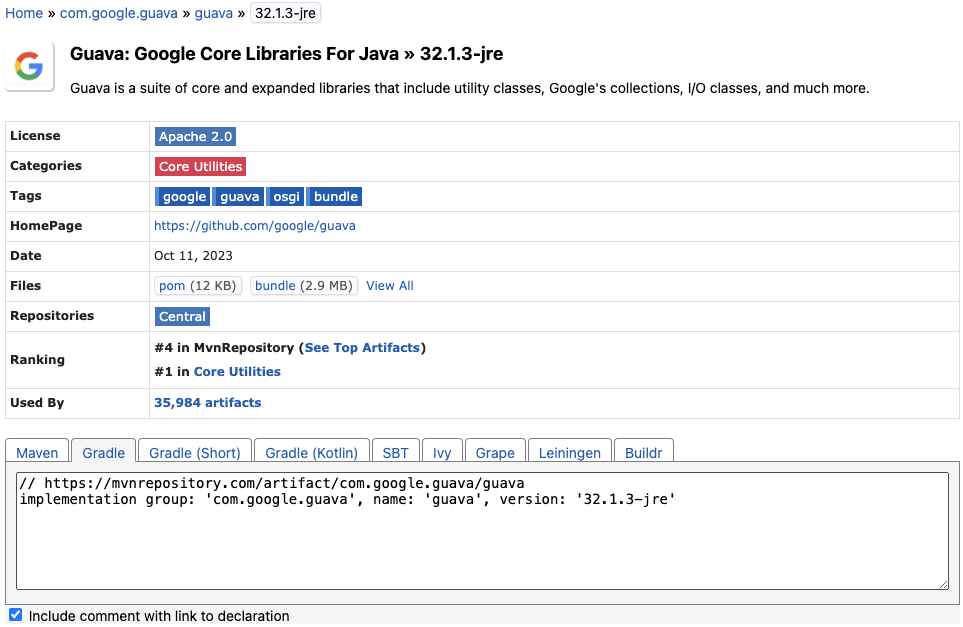 Home » com.google.guava » guava » 32.1.3-jre
Guava: Google Core Libraries For Java » 32.1.3-jre
Guava is a suite of core and expanded libraries that include utility classes, Google's collections, I/O classes, and much more.
License Apache 2.0
Categories Core Utilities
Tags google guava osgi bundle
HomePage https://github.com/google/guava
Date Oct 11, 2023
Files pom (12 KB) bundle (2.9 MB) View All
Repositories Central
Ranking #4 in MvnRepository (See Top Artifacts)
#1 in Core Utilities
Used By 35,984 artifacts
Maven Gradle Gradle (Short) Gradle (Kotlin) SBT Ivy Grape Leiningen Buildr
// https://mvnrepository.com/artifact/com.google.guava/guava
implementation group: 'com.google.guava', name: 'guava', version: '32.1.3-jre'
Include comment with link to declaration